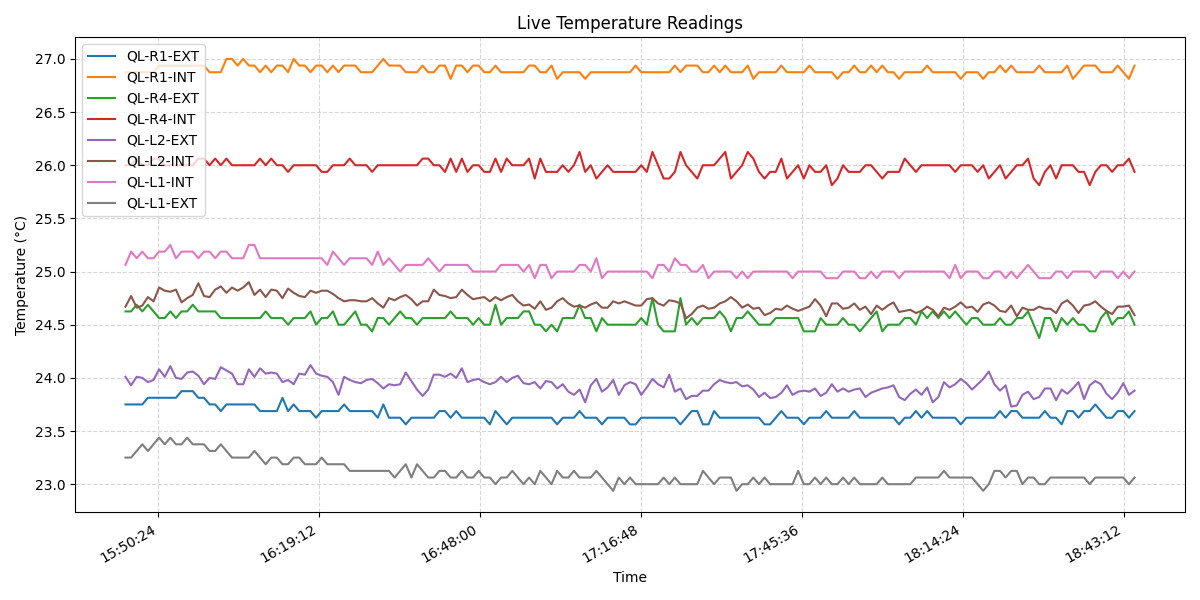 Live Temperature Readings
QL-R1-EXT
QL-R1-INT
QL-R4-EXT
QL-R4-INT
QL-L2-EXT
QL-L2-INT
QL-L1-INT
QL-L1-EXT
27.0
26.5
26.0
25.5
25.0
24.5
24.0
23.5
23.0
Temperature (°C)
15:50:24
16:19:12
16:48:00
17:16:48
17:45:36
18:14:24
18:43:12
Time